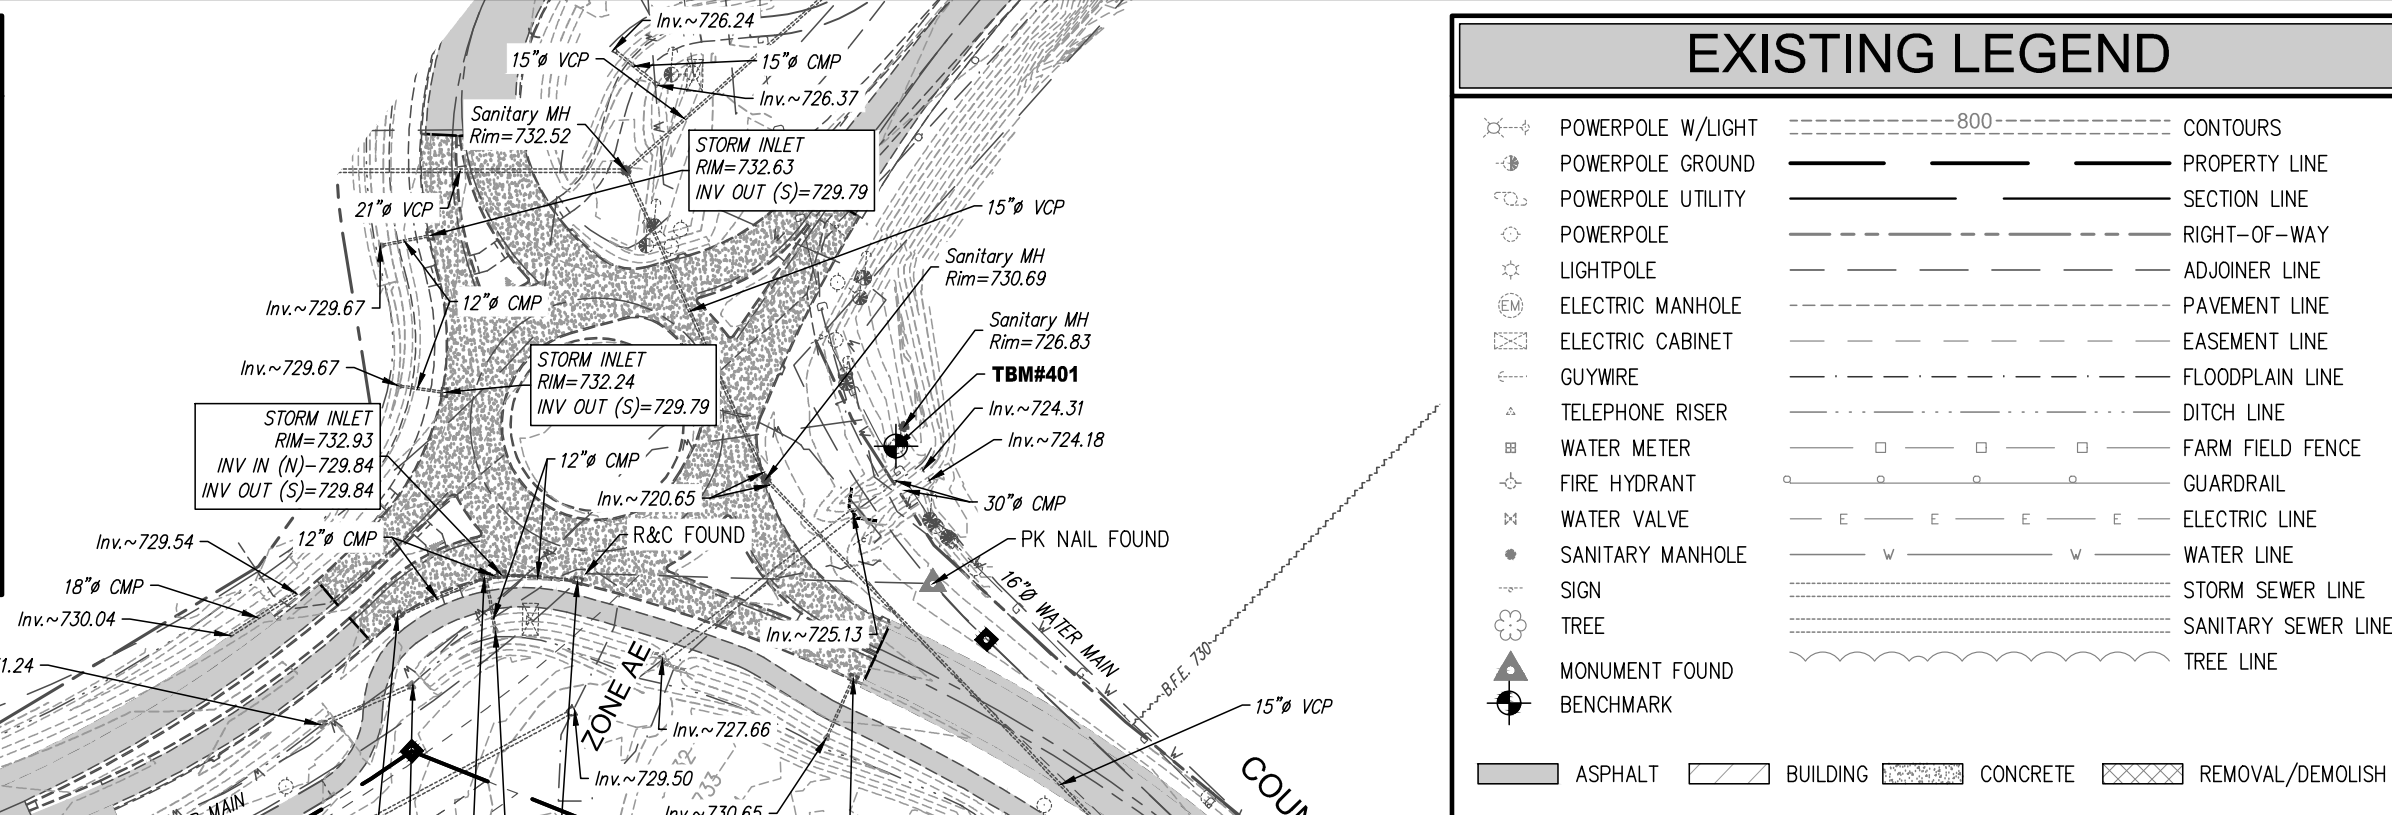 Inv.~726.24
15"ø VCP
15"ø CMP
Inv.~726.37
Sanitary MH
Rim=732.52
STORM INLET
RIM=732.63
INV OUT (S)=729.79
21"ø VCP
15"ø VCP
Sanitary MH
Rim=730.69
Inv.~729.67
12"ø CMP
Sanitary MH
Rim=726.83
TBM#401
Inv.~729.67
STORM INLET
RIM=732.24
INV OUT (S)=729.79
Inv.~724.31
Inv.~724.18
STORM INLET
RIM=732.93
INV IN (N)-729.84
INV OUT (S)=729.84
12"ø CMP
Inv.~720.65
30"ø CMP
Inv.~729.54
12"ø CMP
R&C FOUND
PK NAIL FOUND
18"ø CMP
16"Ø WATER MAIN
Inv.~730.04
Inv.~725.13
1.24
ZONE AE
B.F.E. 730
15"ø VCP
Inv.~727.66
Inv.~729.50
Inv.~730.65
732
733
MAIN
COUN
EXISTING LEGEND
POWERPOLE W/LIGHT
POWERPOLE GROUND
POWERPOLE UTILITY
POWERPOLE
LIGHTPOLE
EM ELECTRIC MANHOLE
ELECTRIC CABINET
GUYWIRE
TELEPHONE RISER
WATER METER
FIRE HYDRANT
WATER VALVE
SANITARY MANHOLE
SIGN
TREE
MONUMENT FOUND
BENCHMARK
800 CONTOURS
PROPERTY LINE
SECTION LINE
RIGHT-OF-WAY
ADJOINER LINE
PAVEMENT LINE
EASEMENT LINE
FLOODPLAIN LINE
DITCH LINE
FARM FIELD FENCE
GUARDRAIL
E E E E ELECTRIC LINE
W W WATER LINE
STORM SEWER LINE
SANITARY SEWER LINE
TREE LINE
ASPHALT BUILDING CONCRETE REMOVAL/DEMOLISH